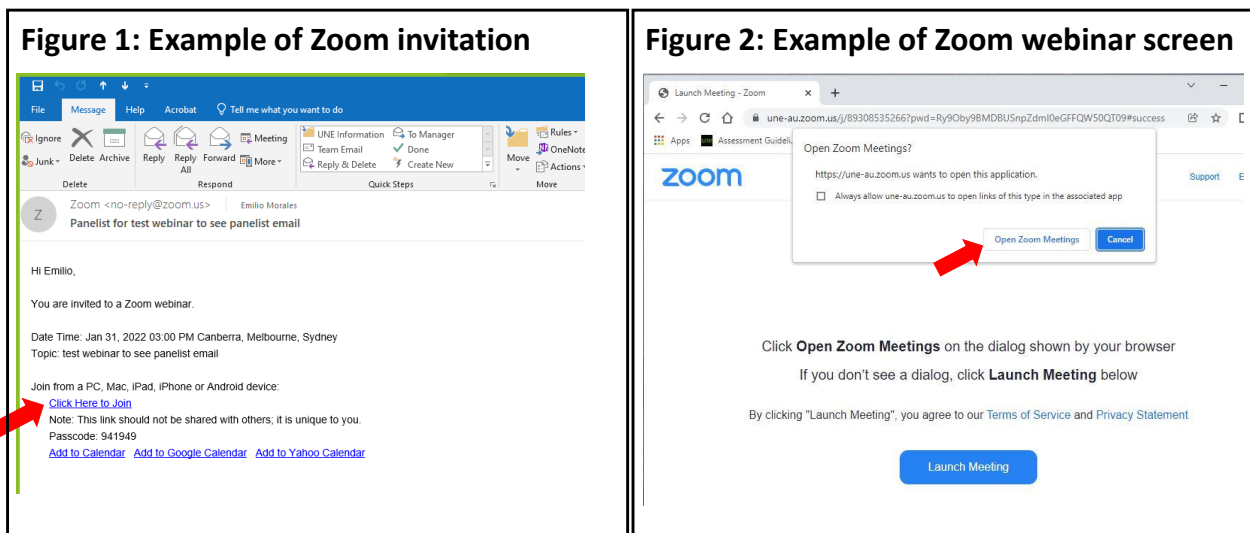 Figure 1: Example of Zoom invitation
File Message Help Acrobat Tell me what you want to do
Ignore
Junk
Delete
Archive
Reply
Reply All
Forward
Meeting
More
Delete
Respond
UNE Information
Team Email
Reply & Delete
To Manager
Done
Create New
Quick Steps
Move
Rules
OneNote
Actions
Move
Z
Zoom <no-reply@zoom.us> Emilio Morales
Panelist for test webinar to see panelist email
Hi Emilio,
You are invited to a Zoom webinar.
Date Time: Jan 31, 2022 03:00 PM Canberra, Melbourne, Sydney
Topic: test webinar to see panelist email
Join from a PC, Mac, iPad, iPhone or Android device:
Click Here to Join
Note: This link should not be shared with others; it is unique to you.
Passcode: 941949
Add to Calendar Add to Google Calendar Add to Yahoo Calendar
Figure 2: Example of Zoom webinar screen
Launch Meeting - Zoom
une-au.zoom.us/j/89308535266?pwd=Ry9Oby9BMDBUSnpZdmI0eGFFQW50QT09#success
Apps une Assessment Guideli
zoom
Support
Open Zoom Meetings?
https://une-au.zoom.us wants to open this application.
Always allow une-au.zoom.us to open links of this type in the associated app
Open Zoom Meetings Cancel
Click Open Zoom Meetings on the dialog shown by your browser
If you don't see a dialog, click Launch Meeting below
By clicking "Launch Meeting", you agree to our Terms of Service and Privacy Statement
Launch Meeting